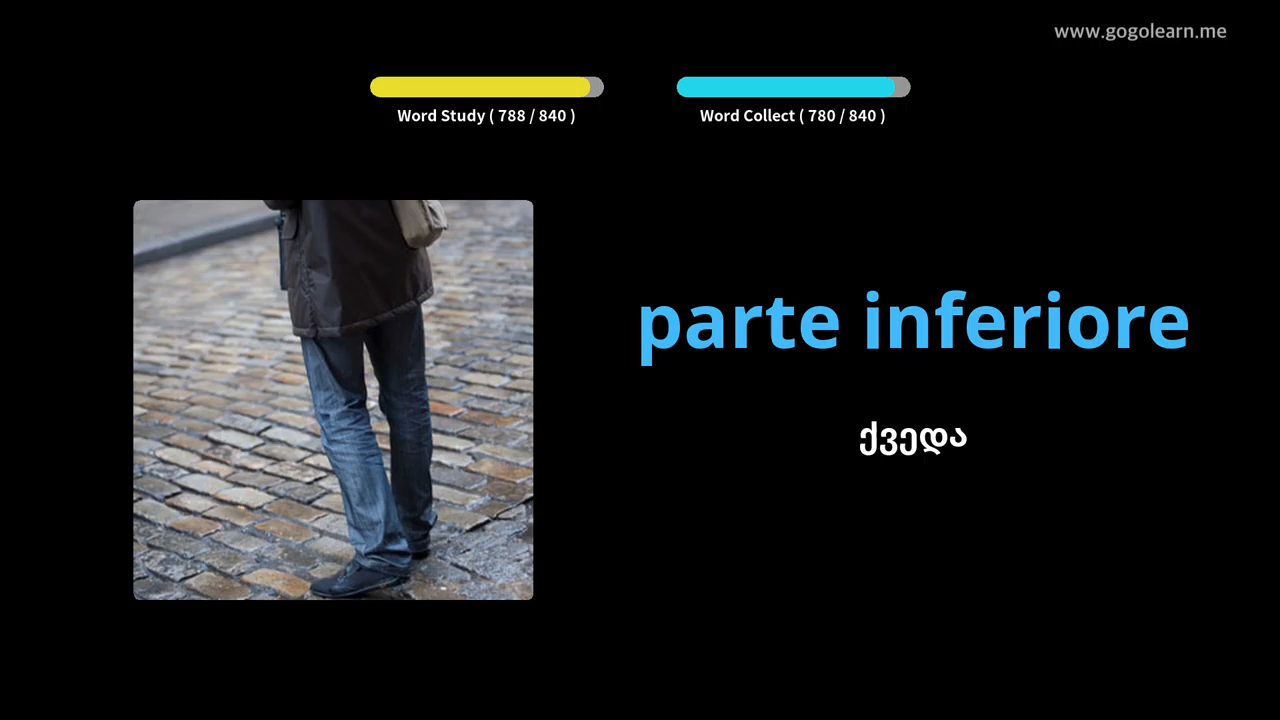 www.gogolearn.me
Word Study ( 788 / 840 )
Word Collect ( 780 / 840 )
parte inferiore
ქვედა